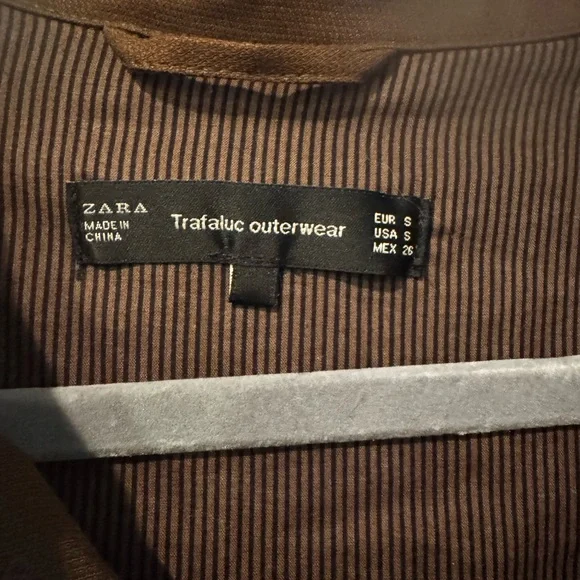 ZARA
MADE IN
CHINA
Trafaluc outerwear
EUR S
USA S
MEX 26